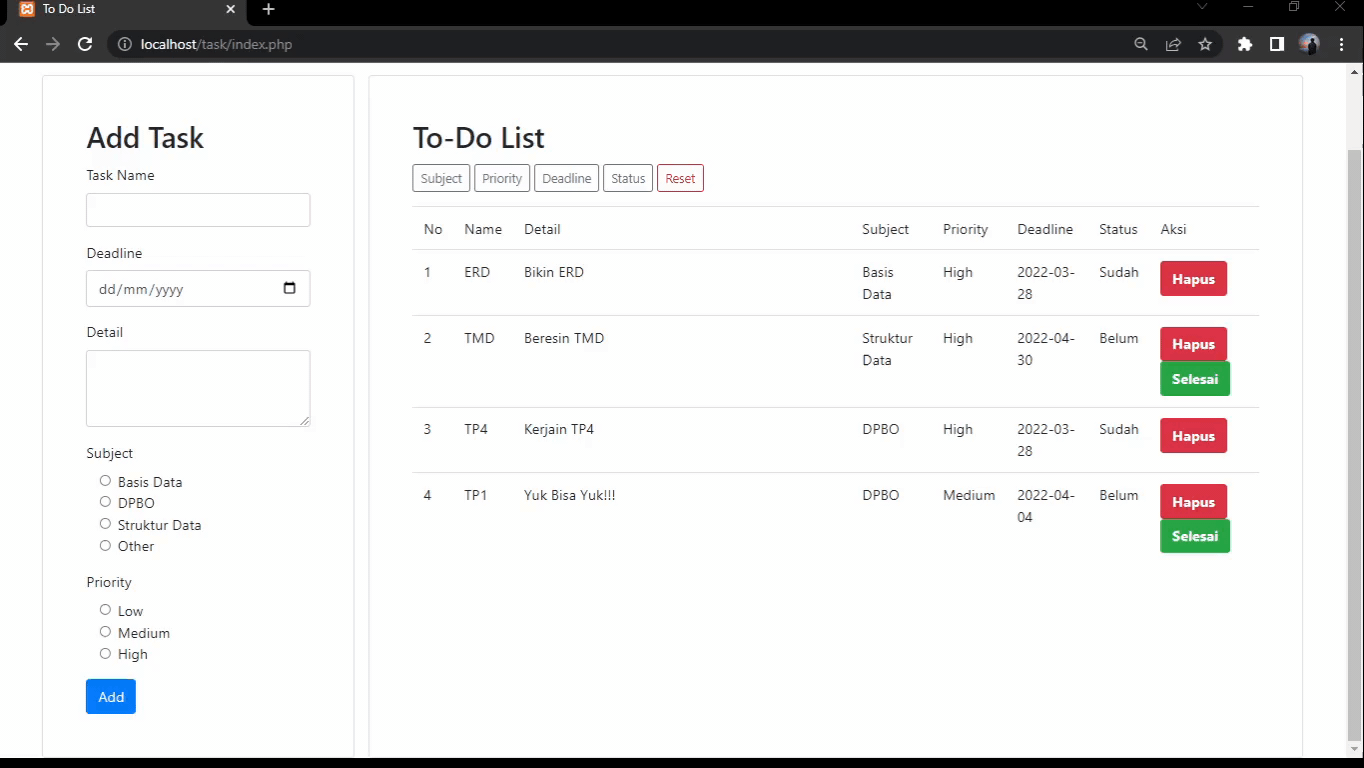 To Do List
localhost/task/index.php
Add Task
Task Name
Deadline
dd/mm/yyyy
Detail
Subject
Basis Data
DPBO
Struktur Data
Other
Priority
Low
Medium
High
Add
To-Do List
Subject Priority Deadline Status Reset
No Name Detail Subject Priority Deadline Status Aksi
1 ERD Bikin ERD Basis High 2022-03- Sudah Hapus
Data 28
2 TMD Beresin TMD Struktur High 2022-04- Belum Hapus
Data 30 Selesai
3 TP4 Kerjain TP4 DPBO High 2022-03- Sudah Hapus
28
4 TP1 Yuk Bisa Yuk!!! DPBO Medium 2022-04- Belum Hapus
04 Selesai